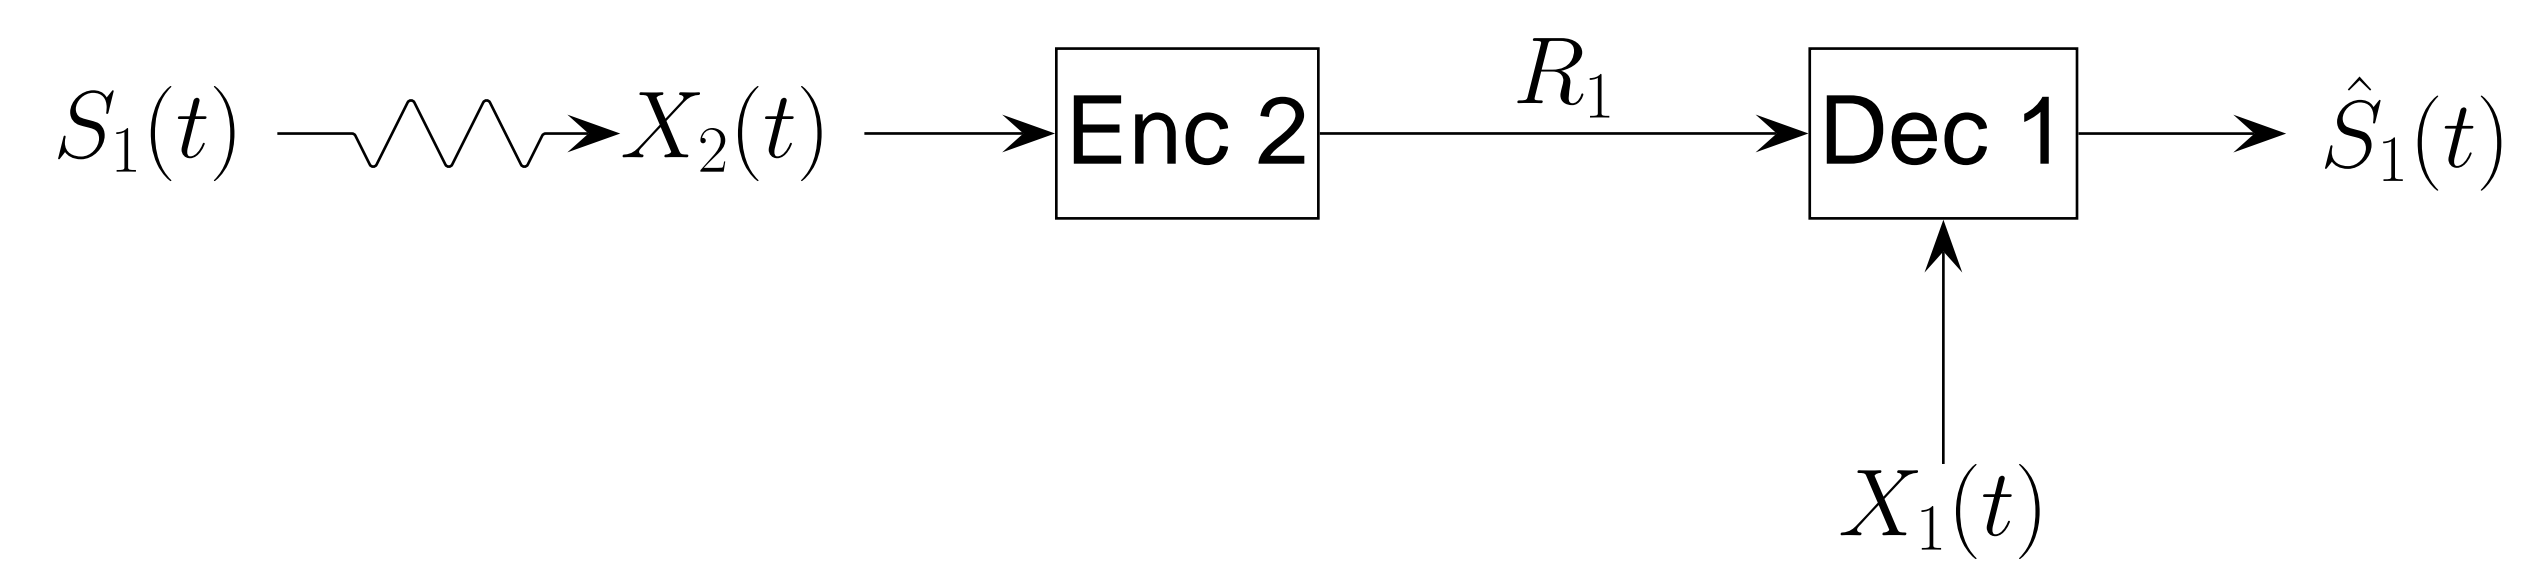 S₁(t) X₂(t) Enc 2 R₁ Dec 1 Ŝ₁(t)
X₁(t)